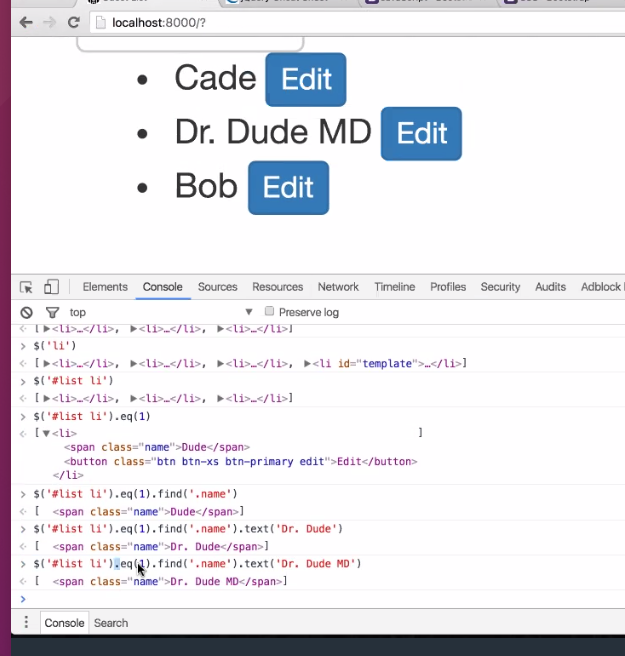 localhost:8000/?
Cade Edit
Dr. Dude MD Edit
Bob Edit
Elements Console Sources Resources Network Timeline Profiles Security Audits Adblock
top Preserve log
[▶<li>…</li>, ▶<li>…</li>, ▶<li>…</li>]
> $('li')
[▶<li>…</li>, ▶<li>…</li>, ▶<li>…</li>, ▶<li id="template">…</li>]
> $('#list li')
[▶<li>…</li>, ▶<li>…</li>, ▶<li>…</li>]
> $('#list li').eq(1)
[▼<li> ]
<span class="name">Dude</span>
<button class="btn btn-xs btn-primary edit">Edit</button>
</li>
> $('#list li').eq(1).find('.name')
[ <span class="name">Dude</span>]
> $('#list li').eq(1).find('.name').text('Dr. Dude')
[ <span class="name">Dr. Dude</span>]
> $('#list li').eq(1).find('.name').text('Dr. Dude MD')
[ <span class="name">Dr. Dude MD</span>]
>
Console Search